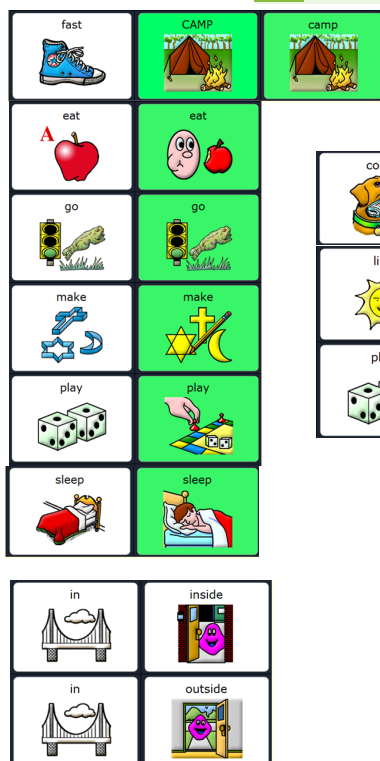 fast CAMP camp
eat eat
A
go go
make make
play play
sleep sleep
in inside
in outside